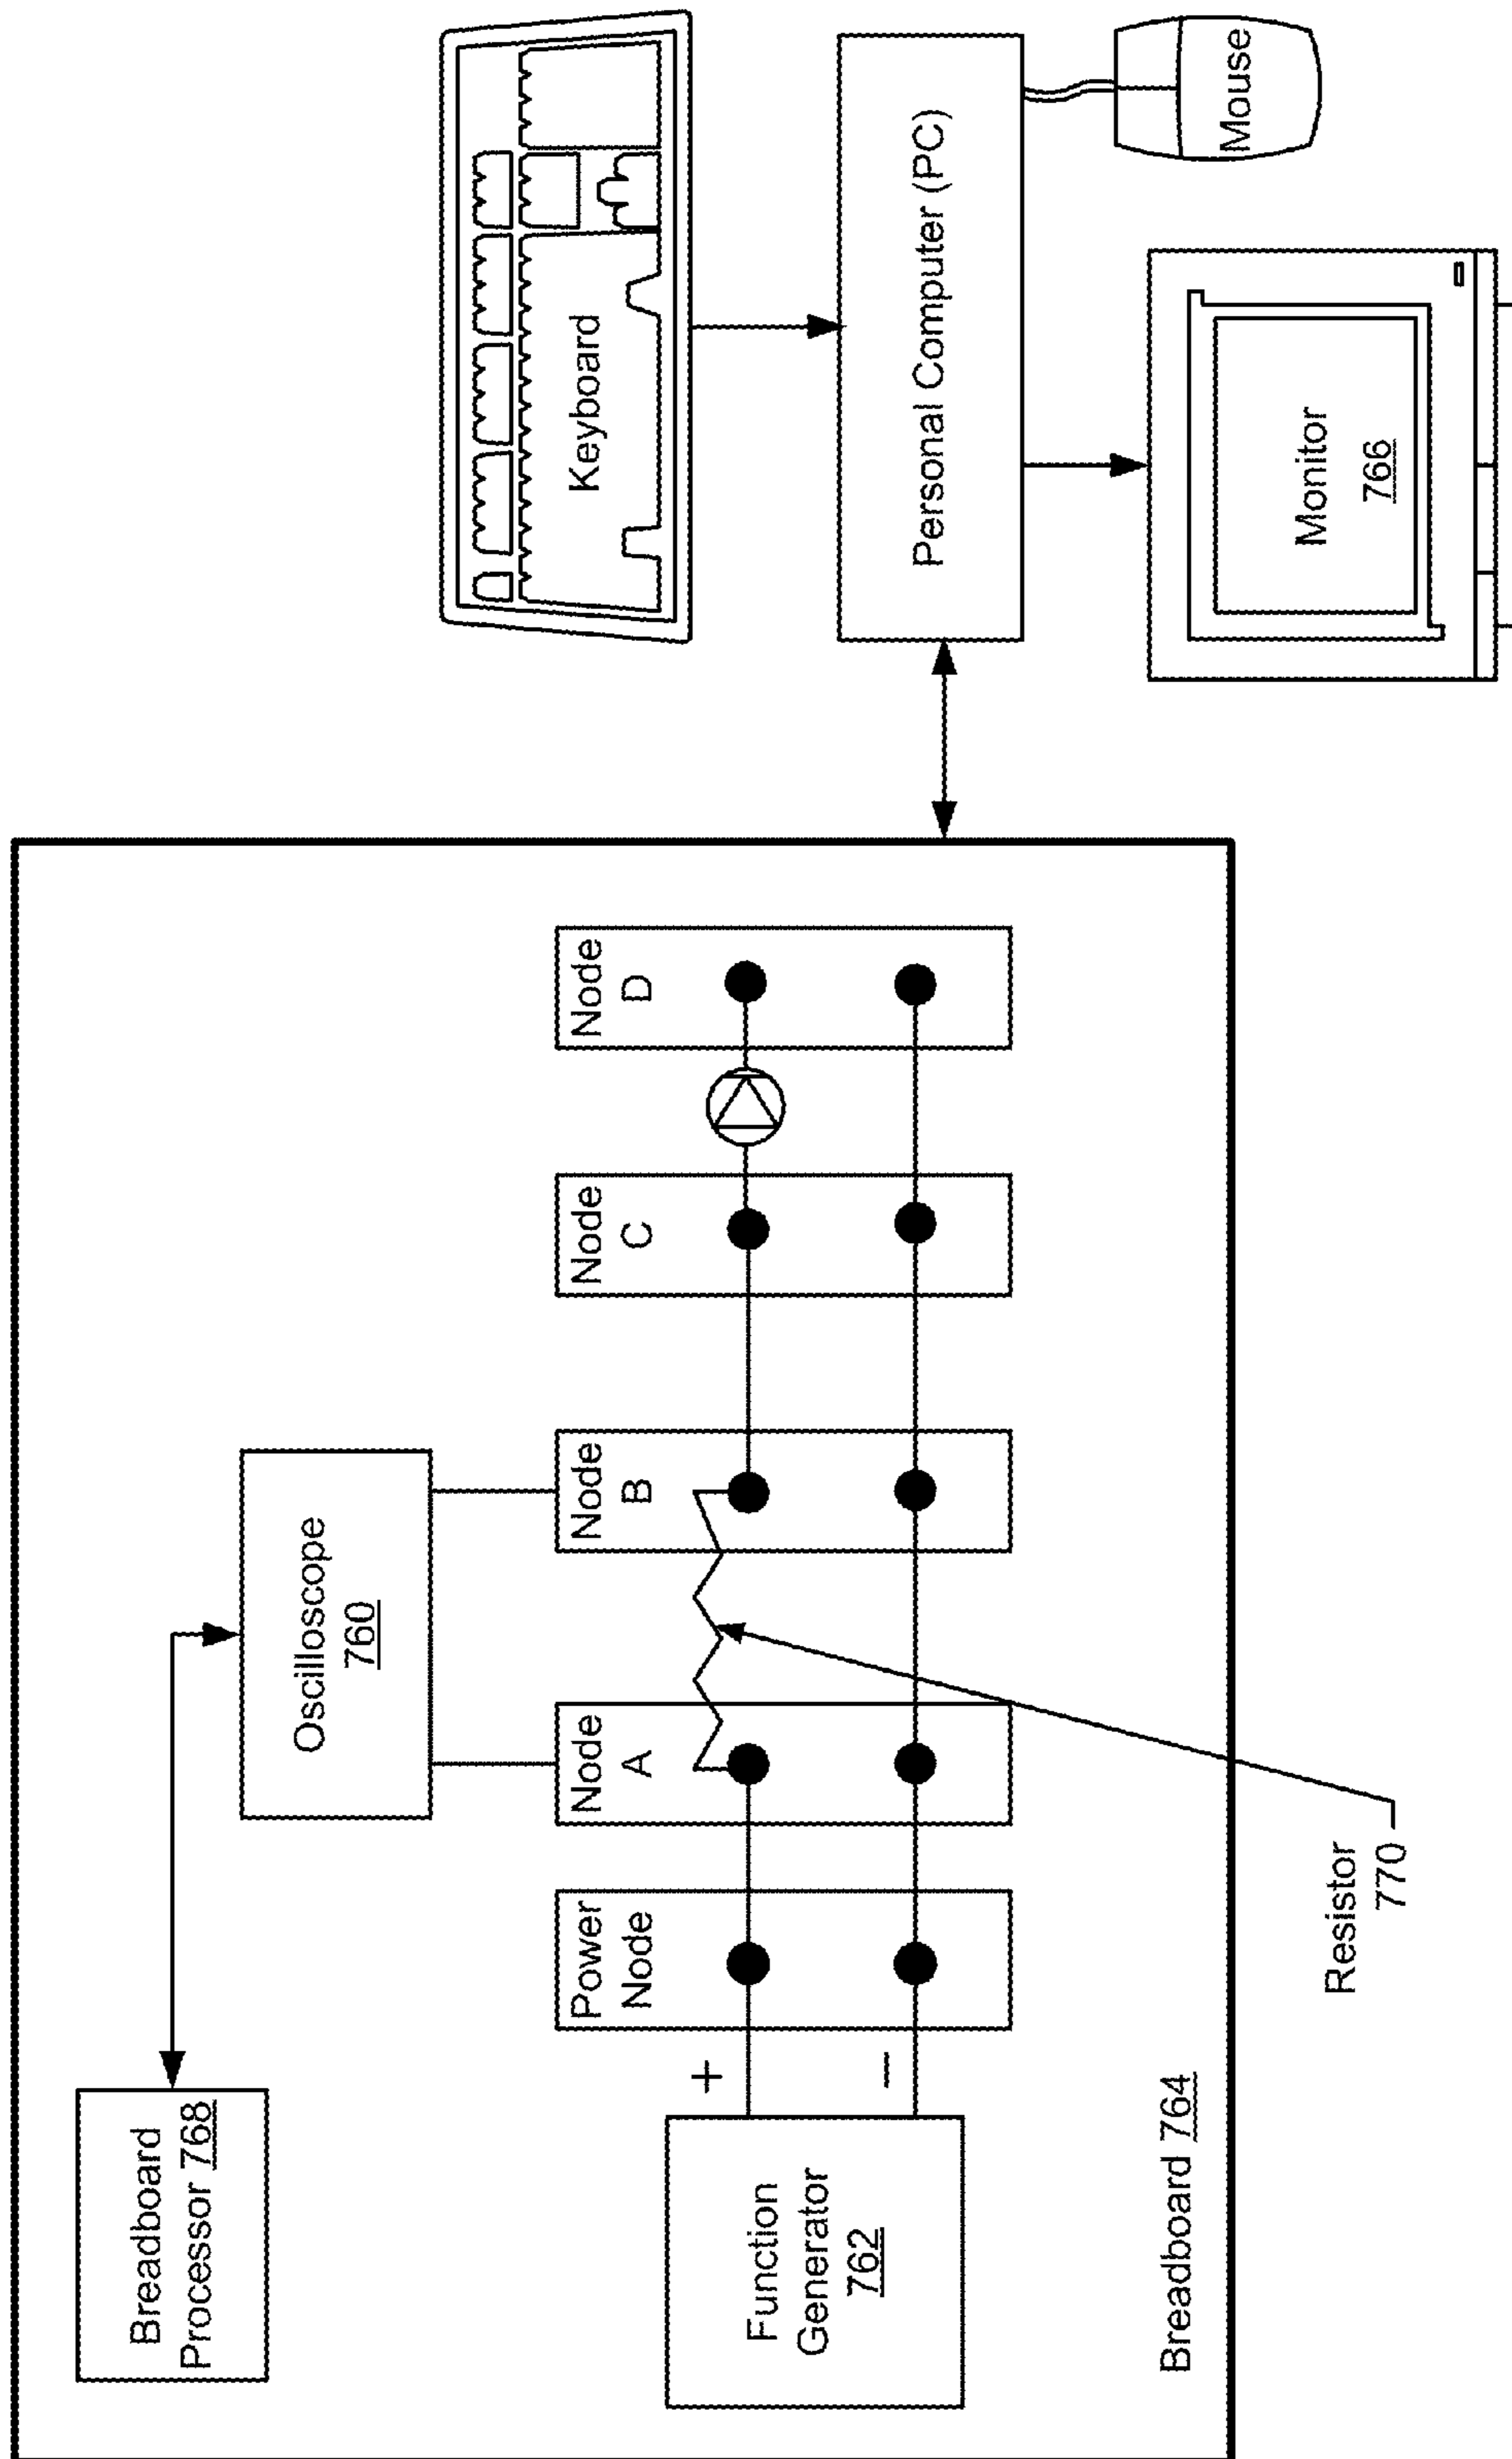 Breadboard
Processor 768
Oscilloscope
760
Keyboard
Function
Generator
762
+
–
Power
Node
Node
A
Node
B
Node
C
Node
D
Personal Computer (PC)
Monitor
766
Mouse
Breadboard 764
Resistor
770